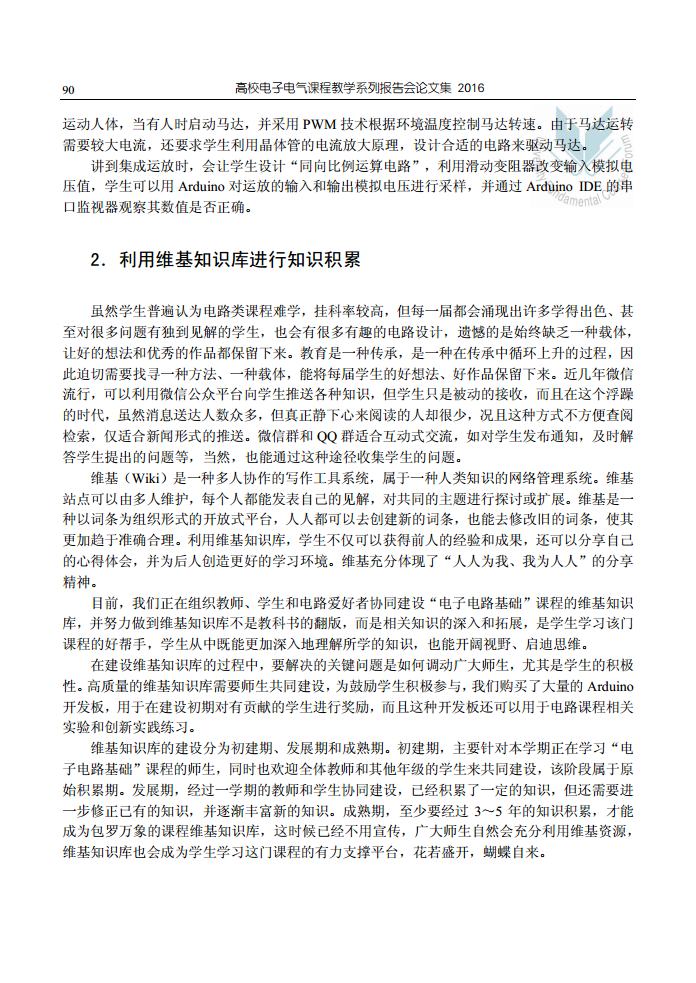 90
高校电子电气课程教学系列报告会论文集 2016
运动人体，当有人时启动马达，并采用 PWM 技术根据环境温度控制马达转速。由于马达运转
需要较大电流，还要求学生利用晶体管的电流放大原理，设计合适的电路来驱动马达。
讲到集成运放时，会让学生设计“同向比例运算电路”，利用滑动变阻器改变输入模拟电
压值，学生可以用 Arduino 对运放的输入和输出模拟电压进行采样，并通过 Arduino IDE 的串
口监视器观察其数值是否正确。
2．利用维基知识库进行知识积累
虽然学生普遍认为电路类课程难学，挂科率较高，但每一届都会涌现出许多学得出色、甚
至对很多问题有独到见解的学生，也会有很多有趣的电路设计，遗憾的是始终缺乏一种载体，
让好的想法和优秀的作品都保留下来。教育是一种传承，是一种在传承中循环上升的过程，因
此迫切需要找寻一种方法、一种载体，能将每届学生的好想法、好作品保留下来。近几年微信
流行，可以利用微信公众平台向学生推送各种知识，但学生只是被动的接收，而且在这个浮躁
的时代，虽然消息送达人数众多，但真正静下心来阅读的人却很少，况且这种方式不方便查阅
检索，仅适合新闻形式的推送。微信群和 QQ 群适合互动式交流，如对学生发布通知，及时解
答学生提出的问题等，当然，也能通过这种途径收集学生的问题。
维基（Wiki）是一种多人协作的写作工具系统，属于一种人类知识的网络管理系统。维基
站点可以由多人维护，每个人都能发表自己的见解，对共同的主题进行探讨或扩展。维基是一
种以词条为组织形式的开放式平台，人人都可以去创建新的词条，也能去修改旧的词条，使其
更加趋于准确合理。利用维基知识库，学生不仅可以获得前人的经验和成果，还可以分享自己
的心得体会，并为后人创造更好的学习环境。维基充分体现了“人人为我、我为人人”的分享
精神。
目前，我们正在组织教师、学生和电路爱好者协同建设“电子电路基础”课程的维基知识
库，并努力做到维基知识库不是教科书的翻版，而是相关知识的深入和拓展，是学生学习该门
课程的好帮手，学生从中既能更加深入地理解所学的知识，也能开阔视野、启迪思维。
在建设维基知识库的过程中，要解决的关键问题是如何调动广大师生，尤其是学生的积极
性。高质量的维基知识库需要师生共同建设，为鼓励学生积极参与，我们购买了大量的 Arduino
开发板，用于在建设初期对有贡献的学生进行奖励，而且这种开发板还可以用于电路课程相关
实验和创新实践练习。
维基知识库的建设分为初建期、发展期和成熟期。初建期，主要针对本学期正在学习“电
子电路基础”课程的师生，同时也欢迎全体教师和其他年级的学生来共同建设，该阶段属于原
始积累期。发展期，经过一学期的教师和学生协同建设，已经积累了一定的知识，但还需要进
一步修正已有的知识，并逐渐丰富新的知识。成熟期，至少要经过 3～5 年的知识积累，才能
成为包罗万象的课程维基知识库，这时候已经不用宣传，广大师生自然会充分利用维基资源，
维基知识库也会成为学生学习这门课程的有力支撑平台，花若盛开，蝴蝶自来。